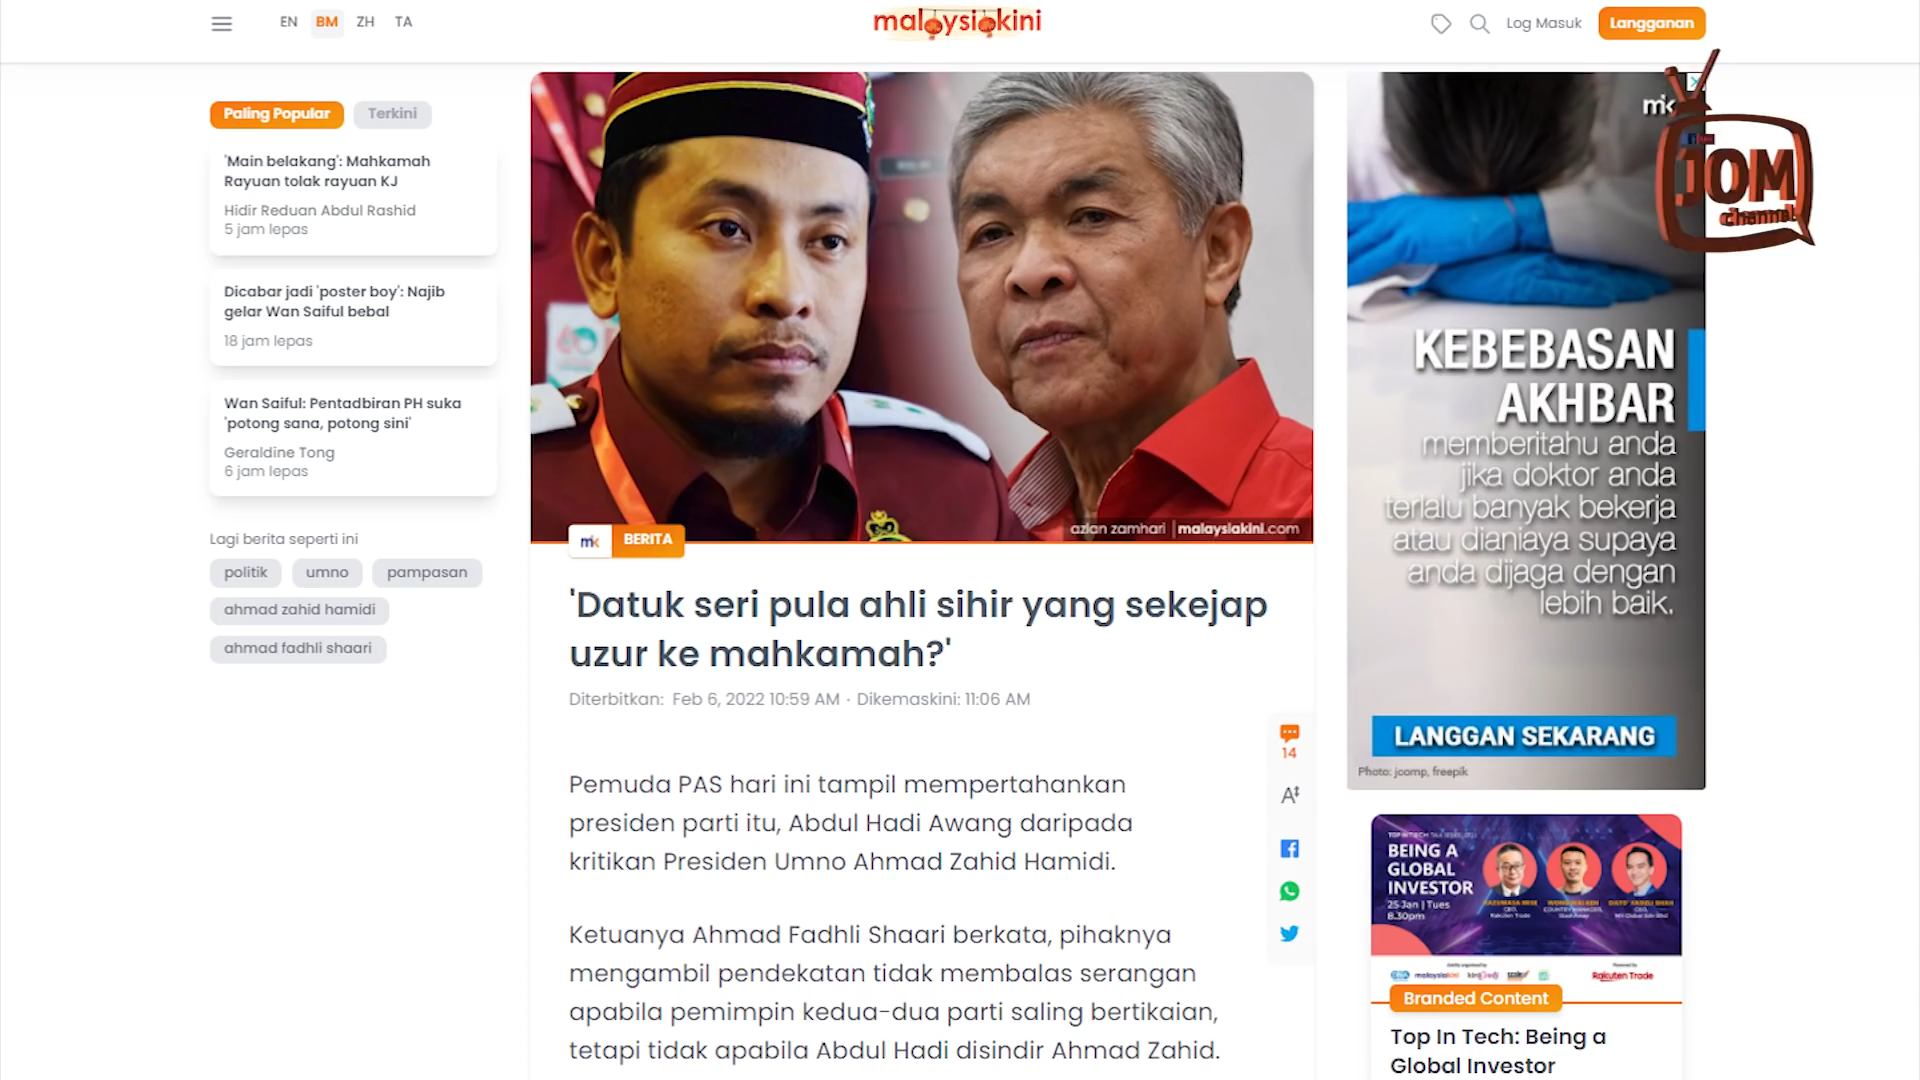 EN BM ZH TA
malaysiakini
Log Masuk
Langganan
Paling Popular
Terkini
'Main belakang': Mahkamah
Rayuan tolak rayuan KJ
Hidir Reduan Abdul Rashid
5 jam lepas
Dicabar jadi 'poster boy': Najib
gelar Wan Saiful bebal
18 jam lepas
Wan Saiful: Pentadbiran PH suka
'potong sana, potong sini'
Geraldine Tong
6 jam lepas
Lagi berita seperti ini
politik
umno
pampasan
ahmad zahid hamidi
ahmad fadhli shaari
azlan zamhari | malaysiakini.com
mk BERITA
'Datuk seri pula ahli sihir yang sekejap
uzur ke mahkamah?'
Diterbitkan: Feb 6, 2022 10:59 AM · Dikemaskini: 11:06 AM
Pemuda PAS hari ini tampil mempertahankan
presiden parti itu, Abdul Hadi Awang daripada
kritikan Presiden Umno Ahmad Zahid Hamidi.
Ketuanya Ahmad Fadhli Shaari berkata, pihaknya
mengambil pendekatan tidak membalas serangan
apabila pemimpin kedua-dua parti saling bertikaian,
tetapi tidak apabila Abdul Hadi disindir Ahmad Zahid.
14
mk
JOM
channel
KEBEBASAN
AKHBAR
memberitahu anda
jika doktor anda
terlalu banyak bekerja
atau dianiaya supaya
anda dijaga dengan
lebih baik.
LANGGAN SEKARANG
Photo: jcomp, freepik
BEING A
GLOBAL
INVESTOR
25 Jan | Tues
8.30pm
malaysiakini
Rakuten Trade
Branded Content
Top In Tech: Being a
Global Investor